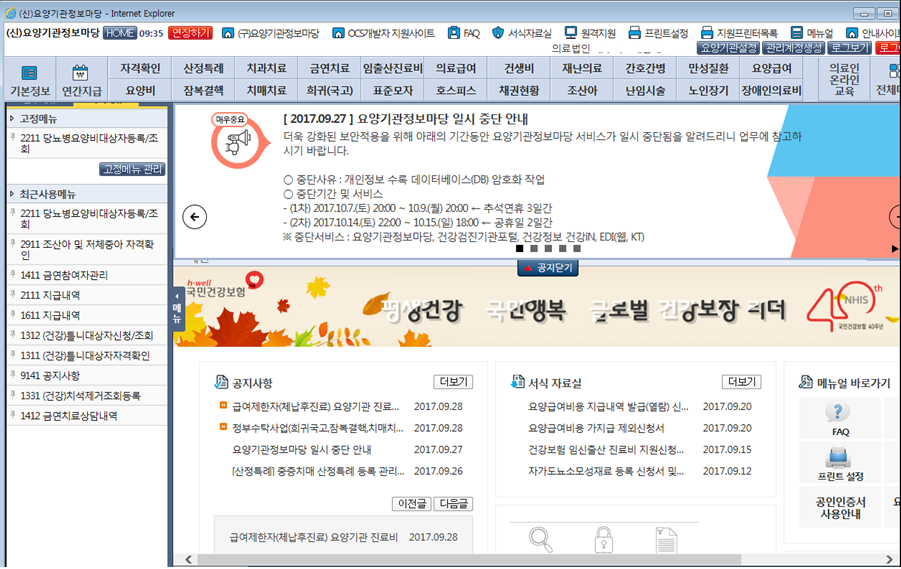 (신)요양기관정보마당 - Internet Explorer
(신)요양기관정보마당 HOME 09:35 연장하기 (구)요양기관정보마당 OCS개발자 지원사이트 FAQ 서식자료실 원격지원 프린트설정 지원프린트목록 메뉴얼 안내사이
의료법인
요양기관설정 관리계정생성 로그보기 로그
기본정보 연간지급
자격확인 산정특례 치과진료 금연치료 임출산진료비 의료급여 건생비 재난의료 간호간병 만성질환 요양급여
요양비 잠복결핵 치매치료 희귀(국고) 표준모자 호스피스 채권현황 조산아 난임시술 노인장기 장애인의료비
의료인
온라인
교육
전체메
고정메뉴
2211 당뇨병요양비대상자등록/조
회
고정메뉴 관리
최근사용메뉴
2211 당뇨병요양비대상자등록/조
회
2911 조산아 및 저체중아 자격확
인
1411 금연참여자관리
2111 지급내역
1611 지급내역
1312 (건강)틀니대상자신청/조회
1311 (건강)틀니대상자자격확인
9141 공지사항
1331 (건강)치석제거조회등록
1412 금연치료상담내역
메뉴
매우중요
[ 2017.09.27 ] 요양기관정보마당 일시 중단 안내
더욱 강화된 보안적용을 위해 아래의 기간동안 요양기관정보마당 서비스가 일시 중단됨을 알려드리니 업무에 참고하
시기 바랍니다.
○ 중단사유 : 개인정보 수록 데이터베이스(DB) 암호화 작업
○ 중단기간 및 서비스
- (1차) 2017.10.7.(토) 20:00 ~ 10.9.(월) 20:00 ← 추석연휴 3일간
- (2차) 2017.10.14.(토) 22:00 ~ 10.15.(일) 18:00 ← 공휴일 2일간
※ 중단서비스 : 요양기관정보마당, 건강검진기관포털, 건강정보 건강iN, EDI(웹, KT)
▲ 공지닫기
h-well
국민건강보험
평생건강 국민행복 글로벌 건강보장 리더
40th
NHIS
국민건강보험 40주년
공지사항 더보기
급여제한자(체납후진료) 요양기관 진료... 2017.09.28
정부수탁사업(희귀국고,잠복결핵,치매치... 2017.09.28
요양기관정보마당 일시 중단 안내 2017.09.27
[산정특례] 중증치매 산정특례 등록 관리... 2017.09.26
이전글 다음글
급여제한자(체납후진료) 요양기관 진료비 2017.09.28
서식 자료실 더보기
요양급여비용 지급내역 발급(열람) 신... 2017.09.20
요양급여비용 가지급 제외신청서 2017.09.20
건강보험 임신출산 진료비 지원신청... 2017.09.15
자가도뇨소모성재료 등록 신청서 및... 2017.09.12
메뉴얼 바로가기
FAQ
프린트 설정
공인인증서
사용안내